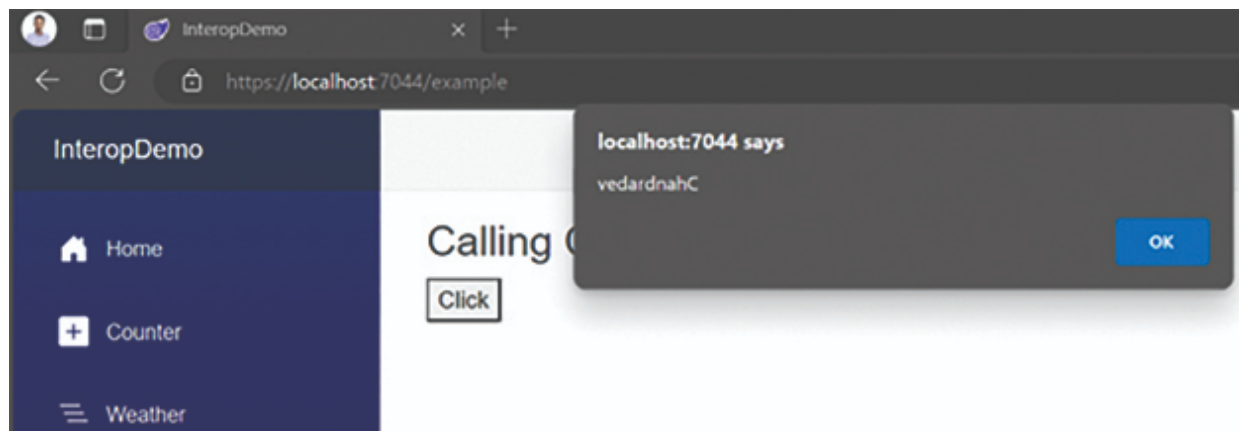 InteropDemo
https://localhost:7044/example
InteropDemo
localhost:7044 says
vedardnahC
OK
Home
Calling
Click
Counter
Weather